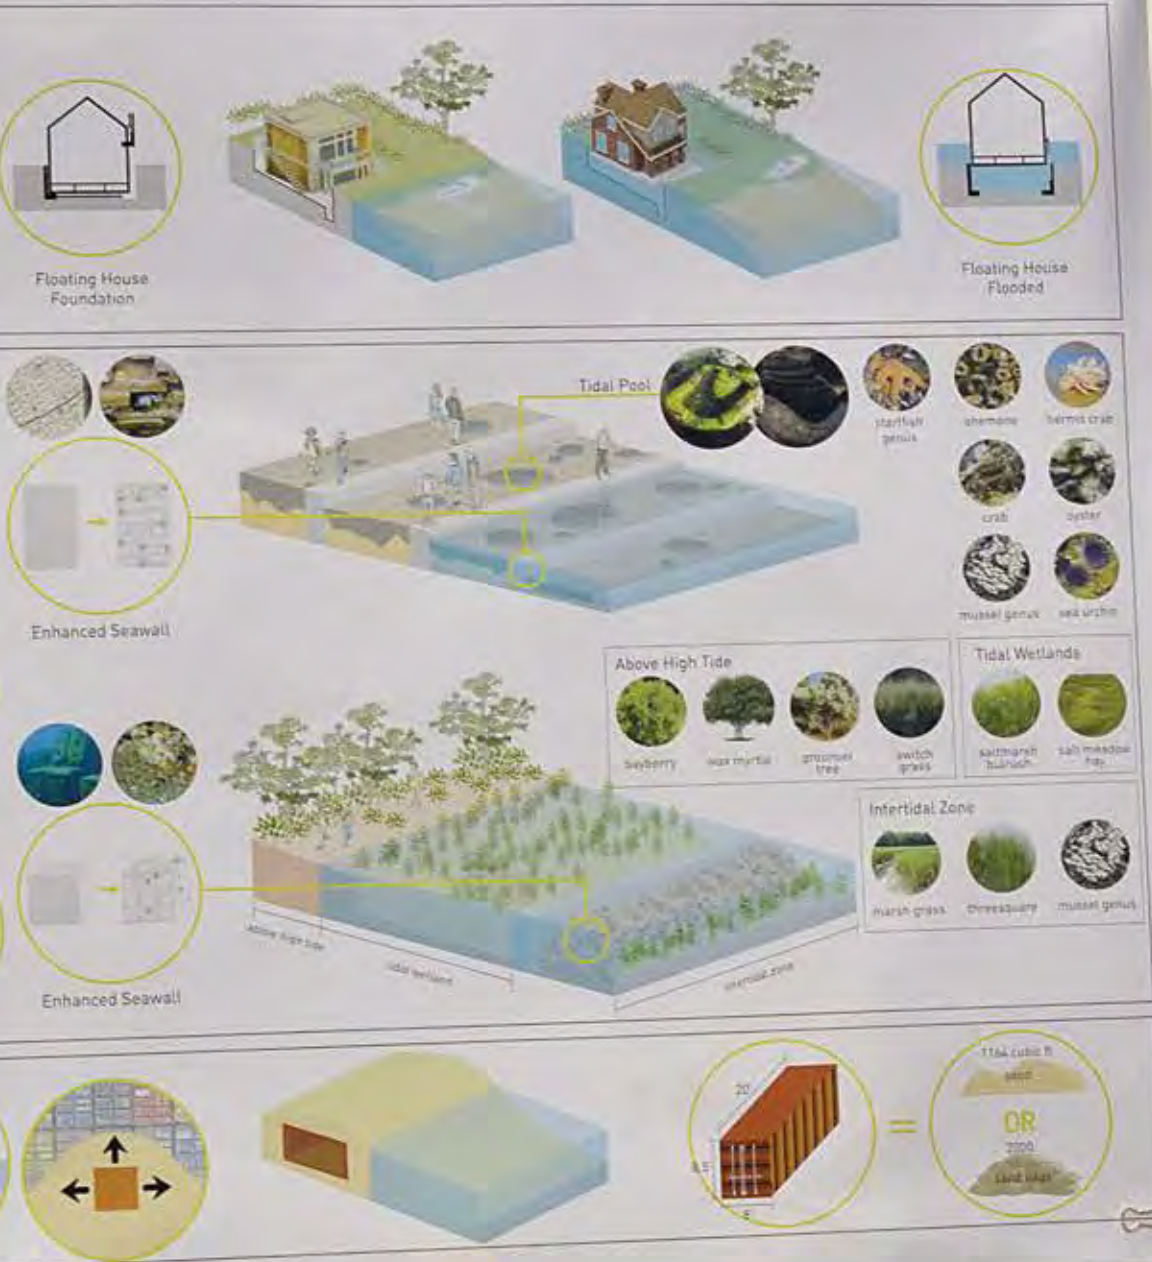 Floating House
Foundation
Floating House
Flooded
Tidal Pool
starfish
genus
anemone
hermit crab
crab
oyster
mussel genus
sea urchin
Enhanced Seawall
Above High Tide
bayberry
wax myrtle
groundsel
tree
switch
grass
Tidal Wetlands
saltmarsh
bulrush
salt meadow
hay
Intertidal Zone
marsh grass
threesquare
mussel genus
above high tide
tidal wetland
intertidal zone
Enhanced Seawall
20
8.5
=
1164 cubic ft
sand
OR
2000
sand bags